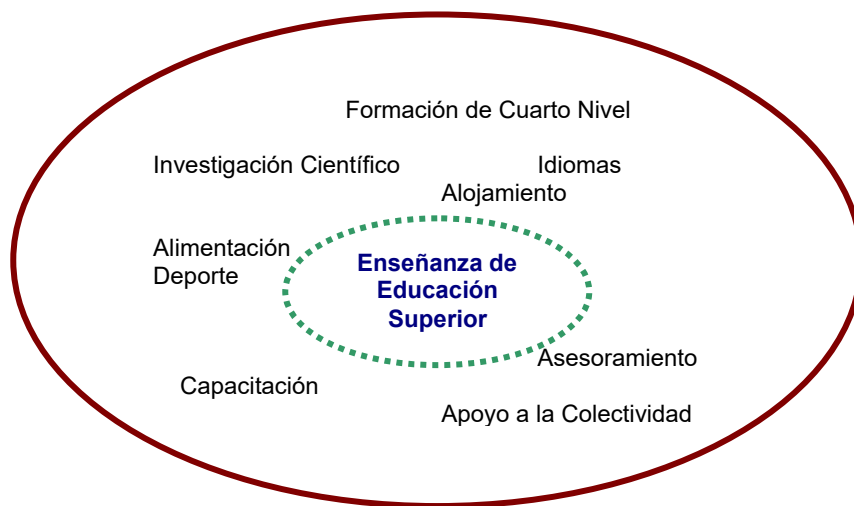 Formación de Cuarto Nivel
Investigación Científico
Idiomas
Alojamiento
Alimentación
Deporte
Enseñanza de
Educación
Superior
Asesoramiento
Capacitación
Apoyo a la Colectividad